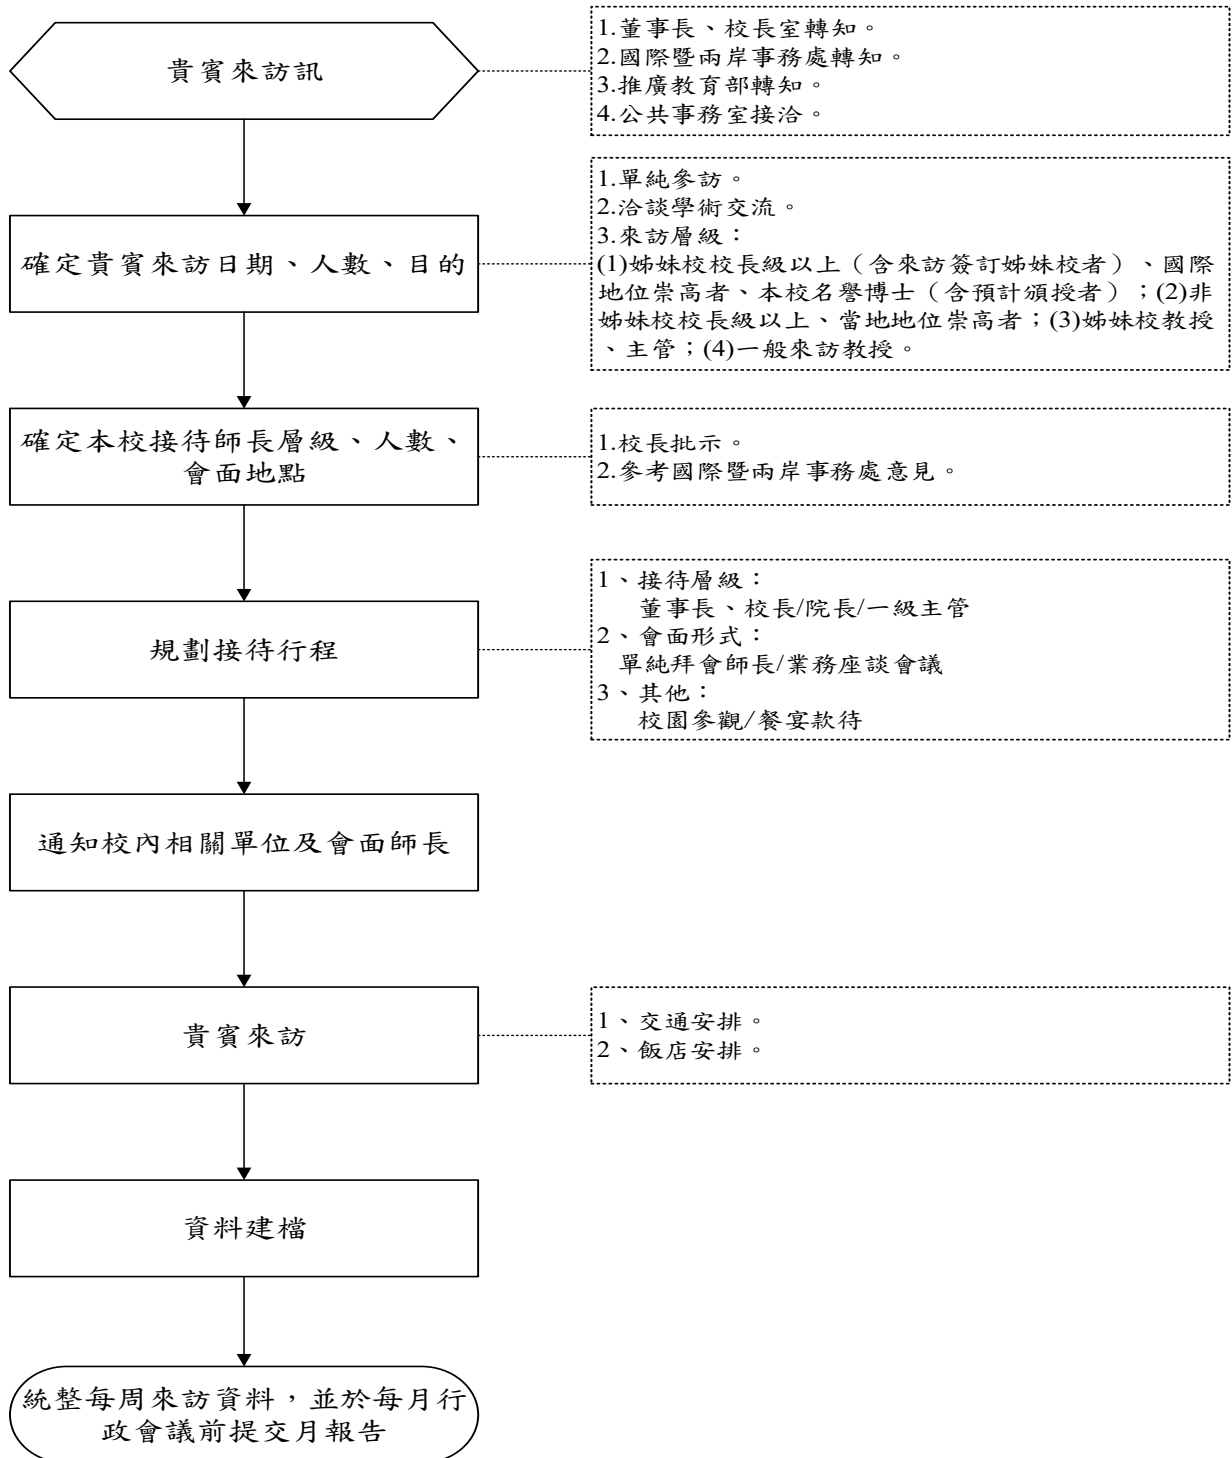 貴賓來訪訊
1.董事長、校長室轉知。
2.國際暨兩岸事務處轉知。
3.推廣教育部轉知。
4.公共事務室接洽。
確定貴賓來訪日期、人數、目的
1.單純參訪。
2.洽談學術交流。
3.來訪層級：
(1)姊妹校校長級以上（含來訪簽訂姊妹校者）、國際
地位崇高者、本校名譽博士（含預計頒授者）；(2)非
姊妹校校長級以上、當地地位崇高者；(3)姊妹校教授
、主管；(4)一般來訪教授。
確定本校接待師長層級、人數、
會面地點
1.校長批示。
2.參考國際暨兩岸事務處意見。
規劃接待行程
1、接待層級：
董事長、校長/院長/一級主管
2、會面形式：
單純拜會師長/業務座談會議
3、其他：
校園參觀/餐宴款待
通知校內相關單位及會面師長
貴賓來訪
1、交通安排。
2、飯店安排。
資料建檔
統整每周來訪資料，並於每月行
政會議前提交月報告